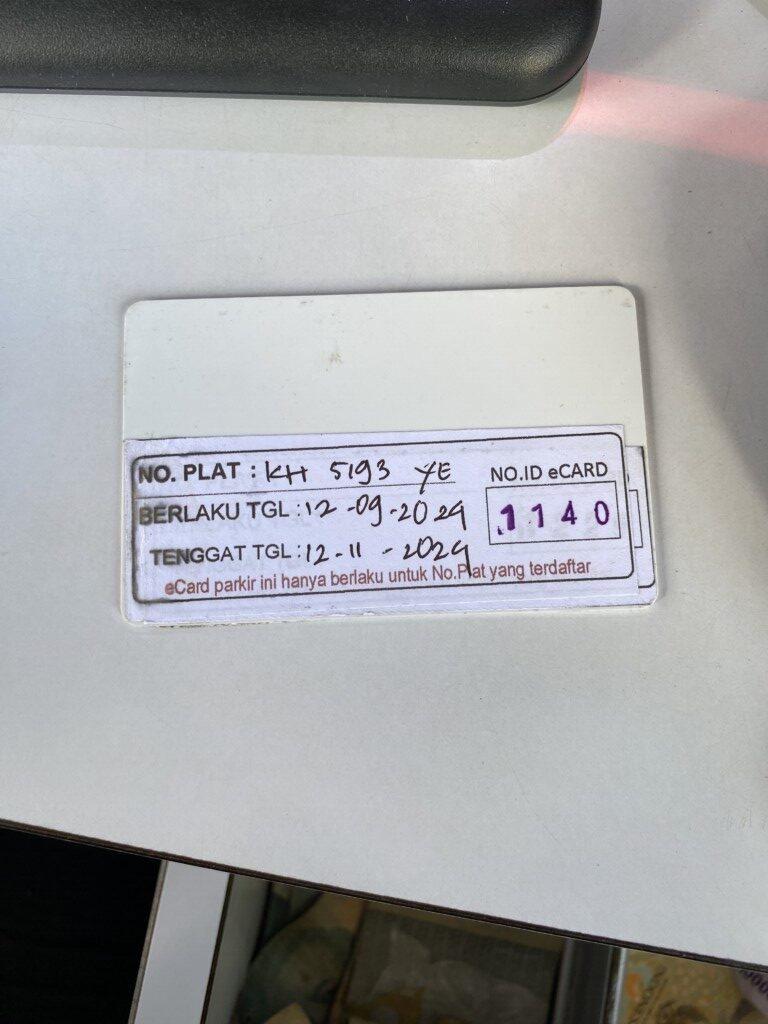 NO. PLAT : KH 5193 YE
NO.ID eCARD
BERLAKU TGL : 12-09-2024
1140
TENGGAT TGL : 12-11-2024
eCard parkir ini hanya berlaku untuk No.Plat yang terdaftar